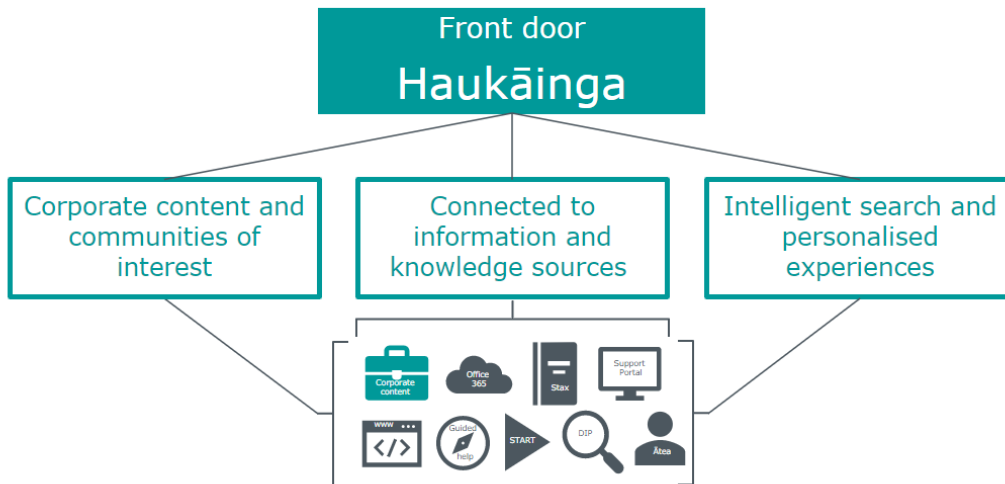 Front door
Haukāinga
Corporate content and
communities of
interest
Connected to
information and
knowledge sources
Intelligent search and
personalised
experiences
Corporate
content
Office
365
Stax
Support
Portal
www
</>
Guided
help
START
DIP
Ātea